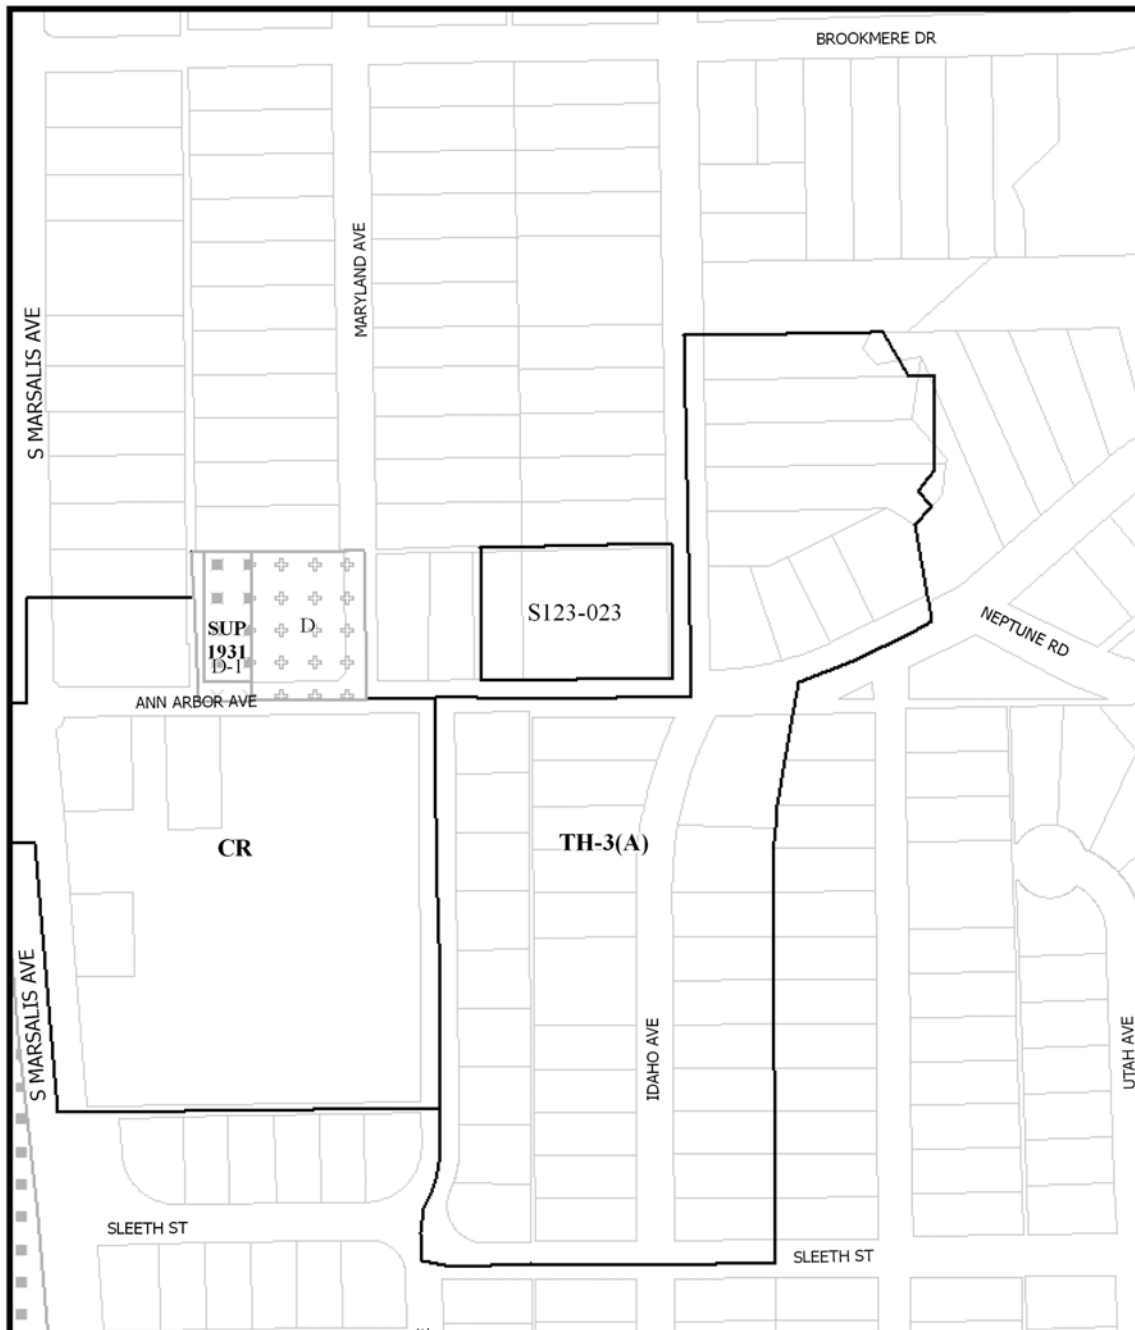 BROOKMERE DR
MARYLAND AVE
S MARSALIS AVE
S123-023
SUP
1931
D-1
D
NEPTUNE RD
ANN ARBOR AVE
CR
TH-3(A)
S MARSALIS AVE
IDAHO AVE
UTAH AVE
SLEETH ST
SLEETH ST